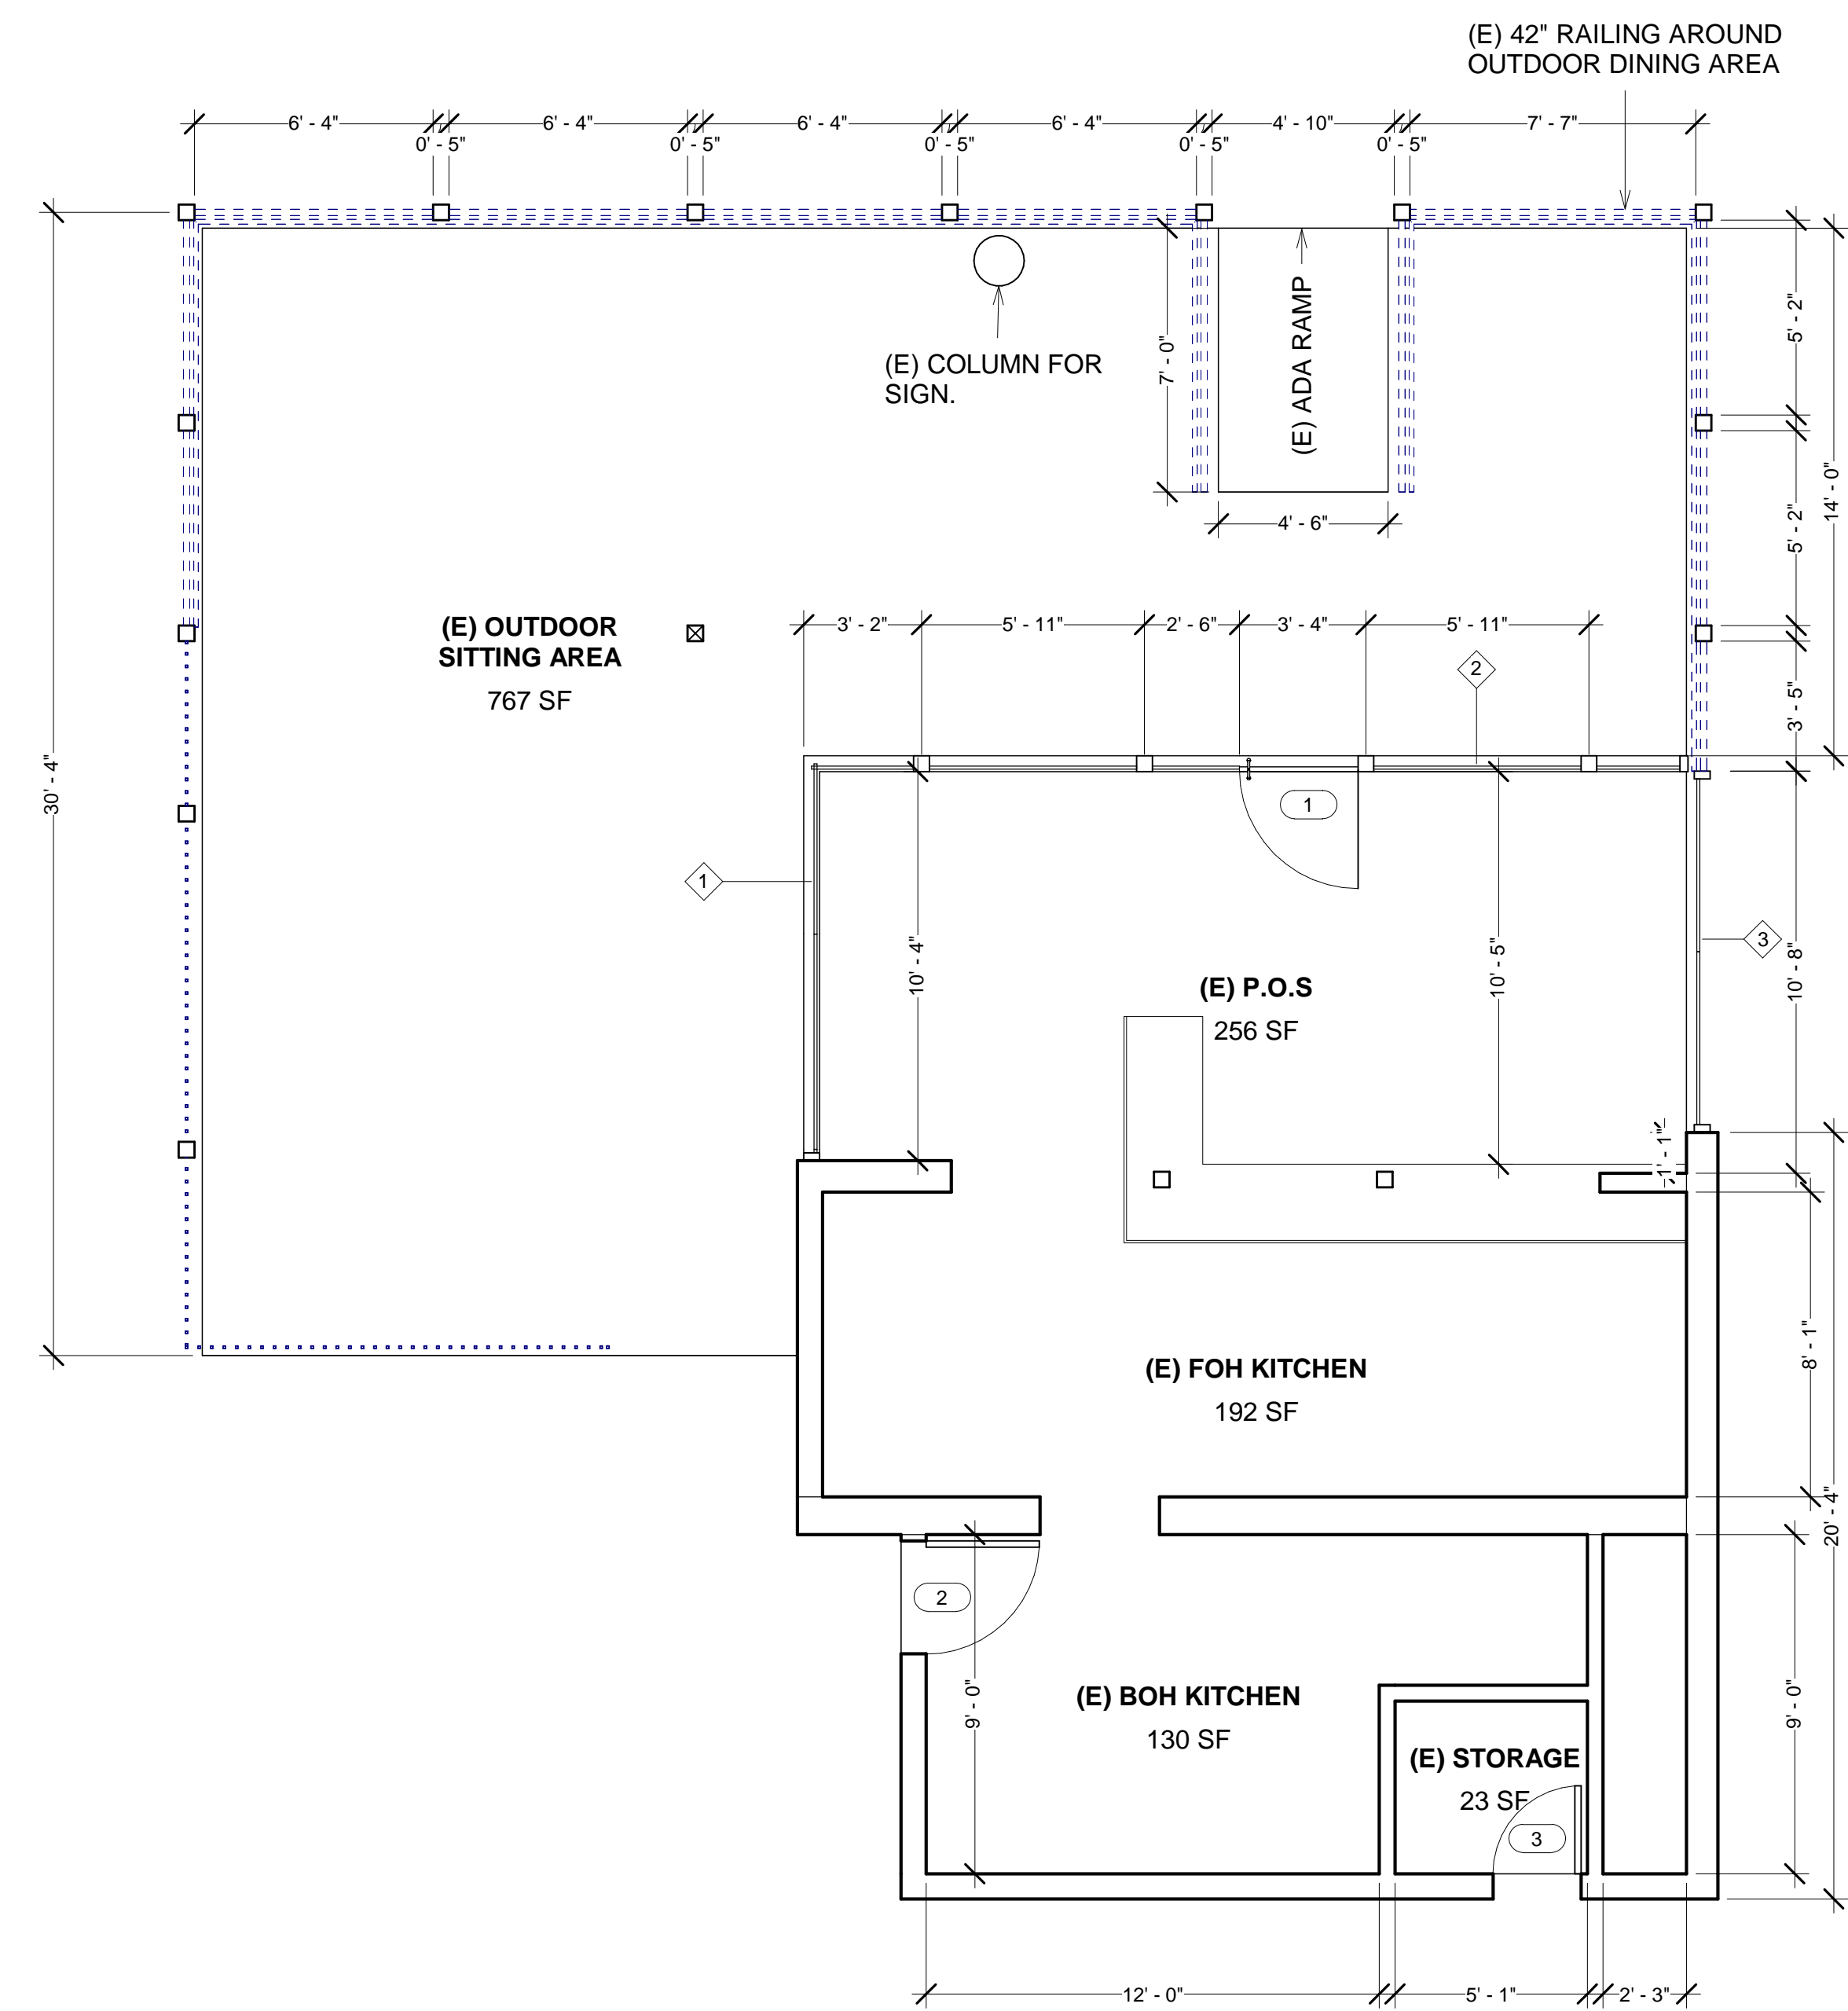 (E) 42" RAILING AROUND
OUTDOOR DINING AREA
6' - 4" 6' - 4" 6' - 4" 6' - 4" 4' - 10" 7' - 7"
0' - 5" 0' - 5" 0' - 5" 0' - 5" 0' - 5"
(E) COLUMN FOR
SIGN.
7' - 0"
(E) ADA RAMP
4' - 6"
5' - 2"
5' - 2"
3' - 5"
14' - 0"
(E) OUTDOOR
SITTING AREA
767 SF
3' - 2" 5' - 11" 2' - 6" 3' - 4" 5' - 11"
2
30' - 4"
1
1
3
10' - 4"
10' - 5"
10' - 8"
(E) P.O.S
256 SF
1' - 1"
8' - 1"
(E) FOH KITCHEN
192 SF
20' - 4"
2
9' - 0"
9' - 0"
(E) BOH KITCHEN
130 SF
(E) STORAGE
23 SF
3
12' - 0" 5' - 1" 2' - 3"